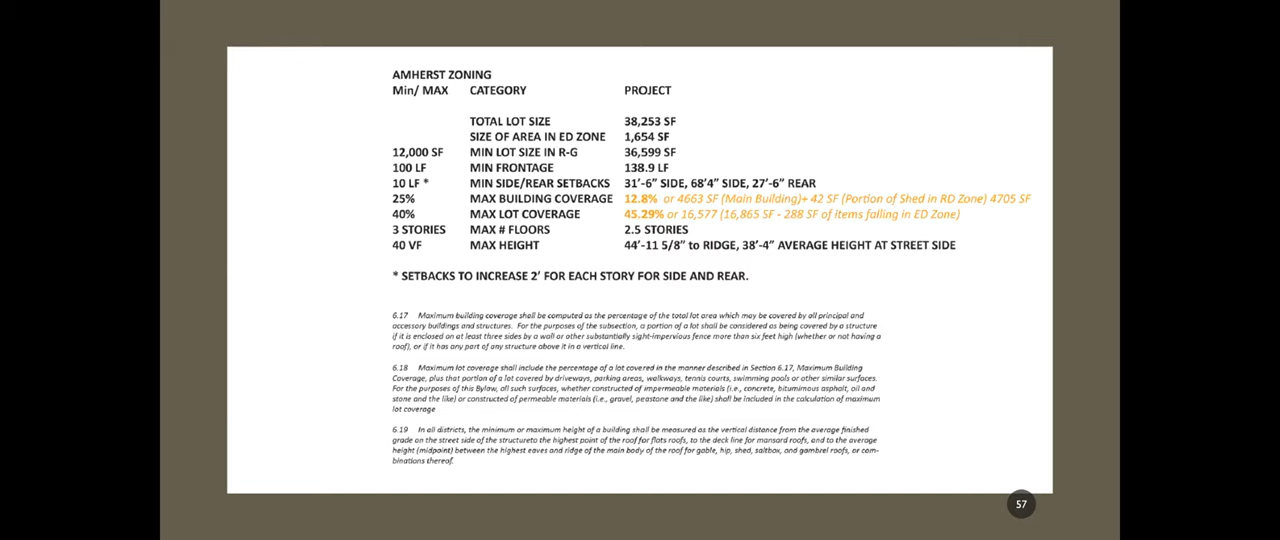 AMHERST ZONING
Min/ MAX CATEGORY PROJECT
TOTAL LOT SIZE 38,253 SF
SIZE OF AREA IN ED ZONE 1,654 SF
12,000 SF MIN LOT SIZE IN R-G 36,599 SF
100 LF MIN FRONTAGE 138.9 LF
10 LF * MIN SIDE/REAR SETBACKS 31'-6" SIDE, 68'4" SIDE, 27'-6" REAR
25% MAX BUILDING COVERAGE 12.8% or 4663 SF (Main Building)+ 42 SF (Portion of Shed in RD Zone) 4705 SF
40% MAX LOT COVERAGE 45.29% or 16,577 (16,865 SF - 288 SF of items falling in ED Zone)
3 STORIES MAX # FLOORS 2.5 STORIES
40 VF MAX HEIGHT 44'-11 5/8" to RIDGE, 38'-4" AVERAGE HEIGHT AT STREET SIDE
* SETBACKS TO INCREASE 2' FOR EACH STORY FOR SIDE AND REAR.
6.17 Maximum building coverage shall be computed as the percentage of the total lot area which may be covered by all principal and
accessory buildings and structures. For the purposes of the subsection, a portion of a lot shall be considered as being covered by a structure
if it is enclosed on at least three sides by a wall or other substantially sight-impervious fence more than six feet high (whether or not having a
roof), or if it has any part of any structure above it in a vertical line.
6.18 Maximum lot coverage shall include the percentage of a lot covered in the manner described in Section 6.17, Maximum Building
Coverage, plus that portion of a lot covered by driveways, parking areas, walkways, tennis courts, swimming pools or other similar surfaces.
For the purposes of this Bylaw, all such surfaces, whether constructed of impermeable materials (i.e., concrete, bituminous asphalt, oil and
stone and the like) or constructed of permeable materials (i.e., gravel, peastone and the like) shall be included in the calculation of maximum
lot coverage
6.19 In all districts, the minimum or maximum height of a building shall be measured as the vertical distance from the average finished
grade on the street side of the structureto the highest point of the roof for flats roofs, to the deck line for mansard roofs, and to the average
height (midpoint) between the highest eaves and ridge of the main body of the roof for gable, hip, shed, saltbox, and gambrel roofs, or com-
binations thereof.
57